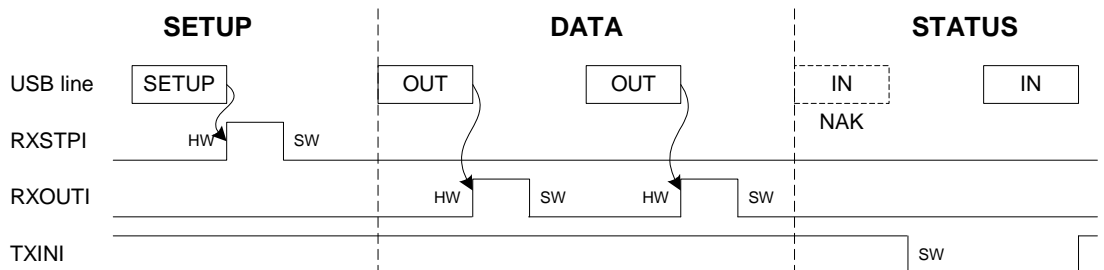 SETUP DATA STATUS
USB line SETUP OUT OUT IN IN
NAK
RXSTPI HW SW
RXOUTI HW SW HW SW
TXINI SW